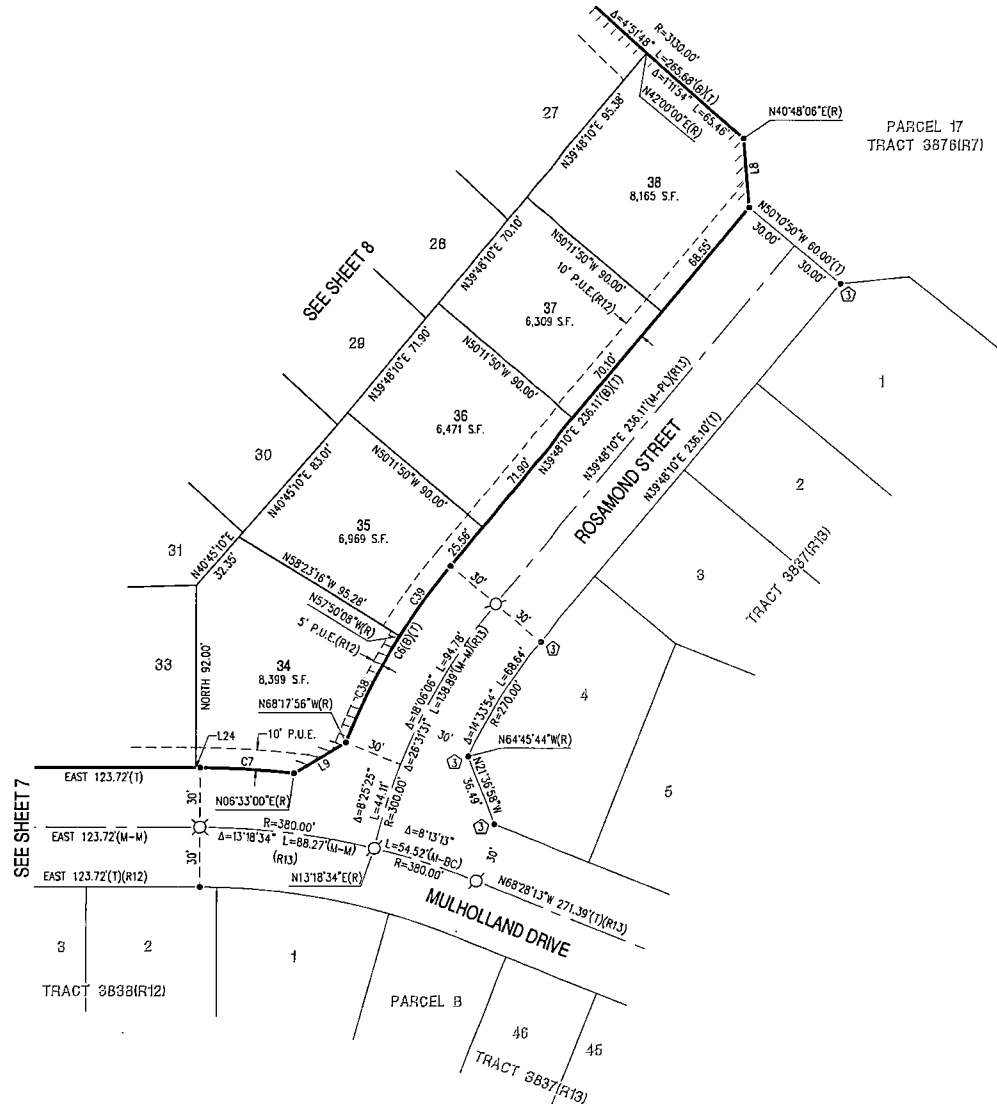 R=3130.00'
Δ=4°51'48" L=265.68'(B)(T)
Δ=1°11'54" L=65.46'
N42°00'00"E(R)
N40°48'06"E(R)
PARCEL 17
TRACT 3876(R7)
27
N39°48'10"E 95.38'
38
8,165 S.F.
L8
N50°10'50"W 60.00'(T)
30.00'
30.00'
3
SEE SHEET 8
28
N39°48'10"E 70.10'
N50°11'50"W 90.00'
10' P.U.E.(R12)
68.55'
37
6,309 S.F.
1
29
N39°48'10"E 71.90'
N50°11'50"W 90.00'
70.10'
N39°48'10"E 236.11'(B)(T)
N39°48'10"E 236.11'(M-PL)(R13)
ROSAMOND STREET
N39°48'10"E 236.10'(T)
36
6,471 S.F.
2
30
N40°45'10"E 83.01'
N50°11'50"W 90.00'
71.90'
35
6,969 S.F.
3
TRACT 3837(R13)
31
N40°45'10"E
32.35'
N58°23'16"W 95.28'
N57°50'08"W(R)
5' P.U.E.(R12)
25.56'
C39
C6(B)(T)
30'
30'
3
33
NORTH 92.00'
34
8,399 S.F.
C38
N68°17'56"W(R)
Δ=18°06'06" L=94.78'
L=138.89'(M-M)(R13)
Δ=26°31'31"
Δ=14°33'54" L=68.64'
R=270.00'
4
N64°45'44"W(R)
3
30'
30'
N21°36'58"W
36.49'
5
L24
10' P.U.E.
C7
L9
EAST 123.72'(T)
N06°33'00"E(R)
Δ=8°25'25"
L=44.11'
R=300.00'
3
SEE SHEET 7
30'
EAST 123.72'(M-M)
R=380.00'
Δ=13°18'34" L=88.27'(M-M)
(R13)
N13°18'34"E(R)
Δ=8°13'13"
L=54.52'(M-BC)
R=380.00'
30'
30'
N68°28'13"W 271.39'(T)(R13)
EAST 123.72'(T)(R12)
MULHOLLAND DRIVE
3
2
1
TRACT 3838(R12)
PARCEL B
46
45
TRACT 3837(R13)